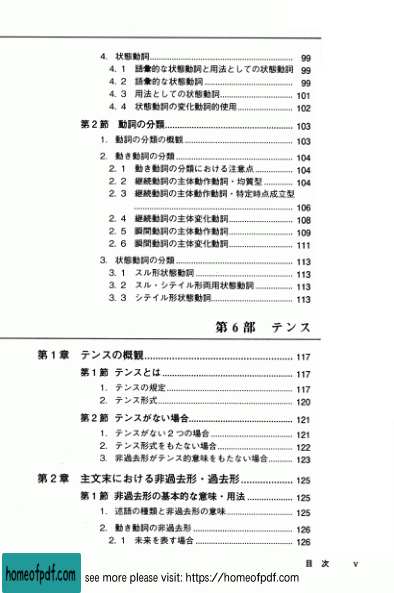 4. 状態動詞 ........ 99
4. 1 語彙的な状態動詞と用法としての状態動詞 99
4. 2 語彙的な状態動詞 ........ 99
4. 3 用法としての状態動詞 ........ 101
4. 4 状態動詞の変化動詞的使用 ........ 102
第2節 動詞の分類 ........ 103
1. 動詞の分類の概観 ........ 103
2. 動き動詞の分類 ........ 104
2. 1 動き動詞の分類における注意点 ........ 104
2. 2 継続動詞の主体動作動詞・均質型 ........ 104
2. 3 継続動詞の主体動作動詞・特定時点成立型
........ 106
2. 4 継続動詞の主体変化動詞 ........ 108
2. 5 瞬間動詞の主体動作動詞 ........ 109
2. 6 瞬間動詞の主体変化動詞 ........ 111
3. 状態動詞の分類 ........ 113
3. 1 スル形状態動詞 ........ 113
3. 2 スル・シテイル形両用状態動詞 ........ 113
3. 3 シテイル形状態動詞 ........ 113
第6部 テンス
第1章 テンスの概観 ........ 117
第1節 テンスとは ........ 117
1. テンスの規定 ........ 117
2. テンス形式 ........ 120
第2節 テンスがない場合 ........ 121
1. テンスがない2つの場合 ........ 121
2. テンス形式をもたない場合 ........ 122
3. 非過去形がテンス的意味をもたない場合 ........ 123
第2章 主文末における非過去形・過去形 ........ 125
第1節 非過去形の基本的な意味・用法 ........ 125
1. 述語の種類と非過去形の意味 ........ 125
2. 動き動詞の非過去形 ........ 126
2. 1 未来を表す場合 ........ 126
目 次 v
homeofpdf.com see more please visit: https://homeofpdf.com